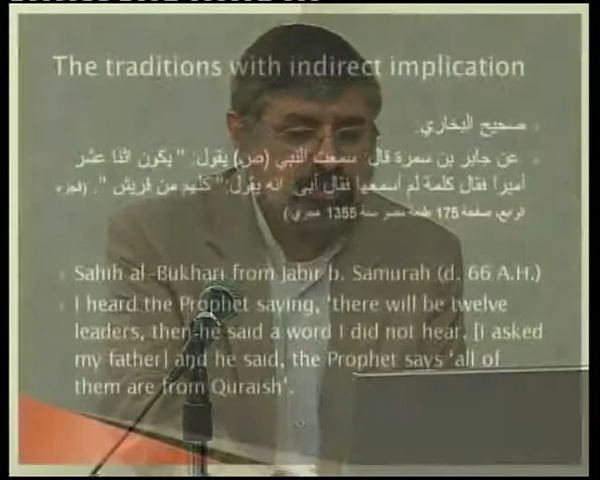 The traditions with indirect implication
صحيح البخاري:
عن جابر بن سمرة قال سمعت النبي (ص) يقول: " يكون اثنا عشر
أميرا فقال كلمة لم أسمعها فقال أبي انه يقول: " كلهم من قريش ". (الجزء
الرابع، صفحة 175 طبعة مصر سنة 1355 هجري)
Sahih al-Bukhari from Jabir b. Samurah (d. 66 A.H.)
I heard the Prophet saying, 'there will be twelve
leaders, then he said a word I did not hear. [I asked
my father] and he said, the Prophet says 'all of
them are from Quraish'.